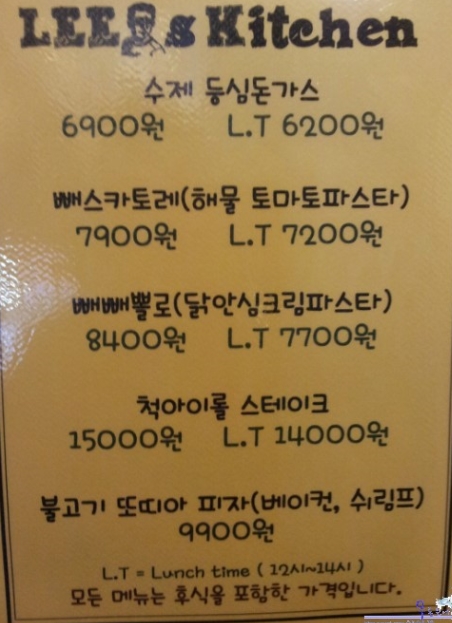 LEE's Kitchen
수제 등심돈가스
6900원 L.T 6200원
빼스카토레(해물 토마토파스타)
7900원 L.T 7200원
빼빼뽈로(닭안심크림파스타)
8400원 L.T 7700원
척아이롤 스테이크
15000원 L.T 14000원
불고기 또띠아 피자(베이컨, 쉬림프)
9900원
L.T = Lunch time ( 12시~14시 )
모든 메뉴는 후식을 포함한 가격입니다.